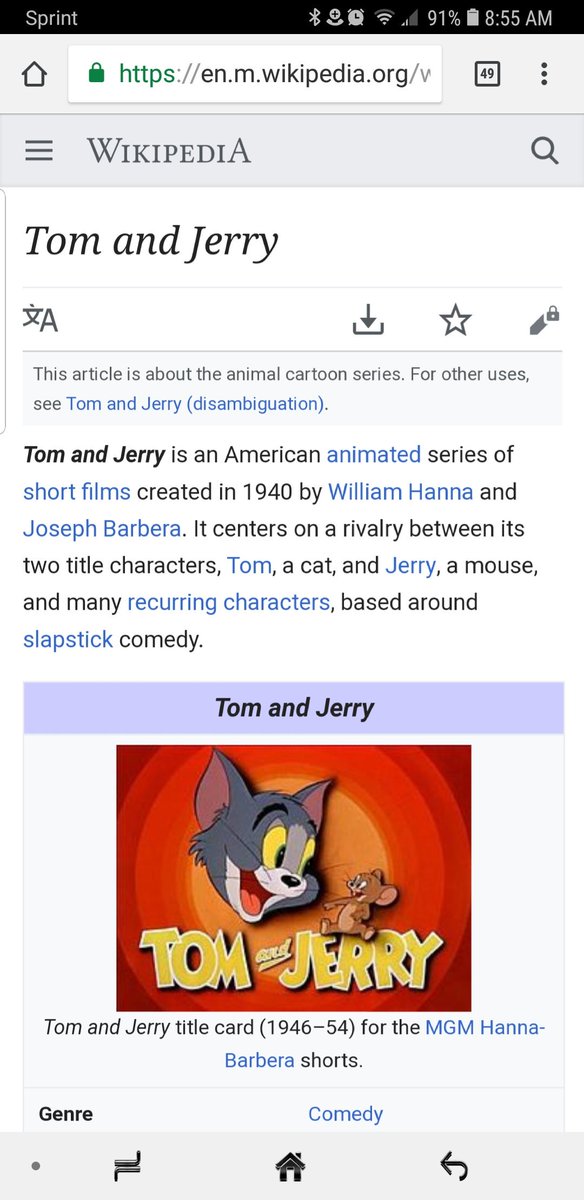 Sprint 91% 8:55 AM
https://en.m.wikipedia.org/w 49
WIKIPEDIA
Tom and Jerry
文A
This article is about the animal cartoon series. For other uses,
see Tom and Jerry (disambiguation).
Tom and Jerry is an American animated series of
short films created in 1940 by William Hanna and
Joseph Barbera. It centers on a rivalry between its
two title characters, Tom, a cat, and Jerry, a mouse,
and many recurring characters, based around
slapstick comedy.
Tom and Jerry
TOM and JERRY
Tom and Jerry title card (1946–54) for the MGM Hanna-
Barbera shorts.
Genre Comedy